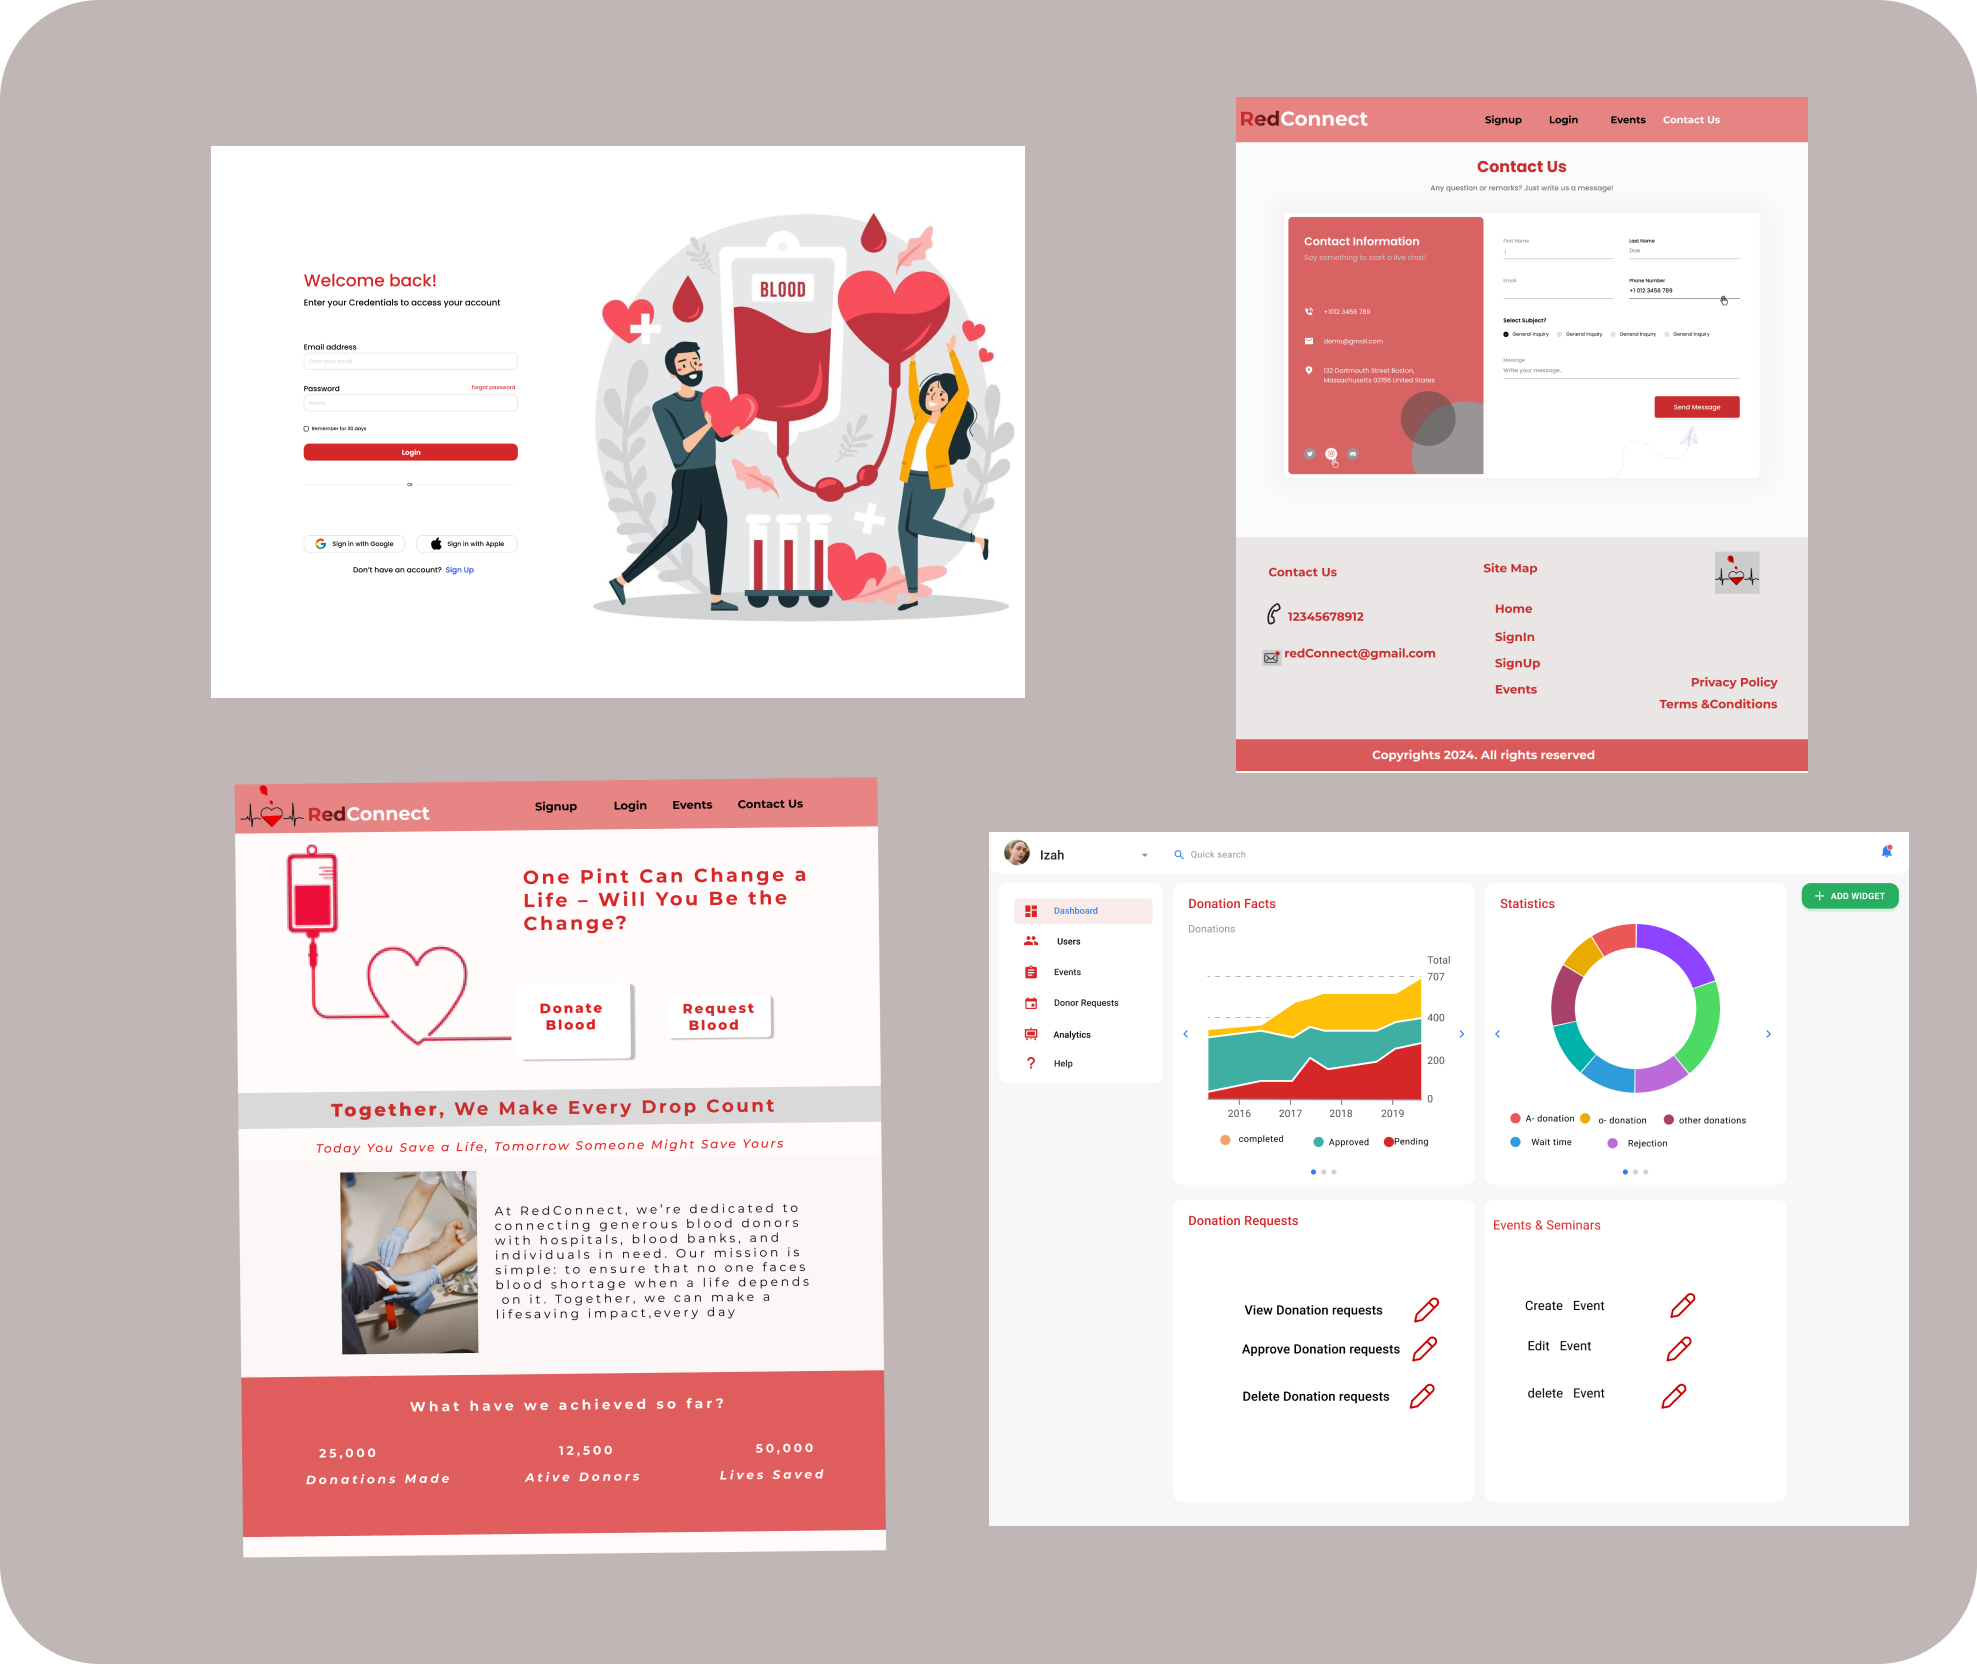 Welcome back!
Enter your Credentials to access your account
Email address
Enter your email
Password
forgot password
Name
Remember for 30 days
Login
Or
Sign in with Google
Sign in with Apple
Don't have an account? Sign Up
BLOOD
RedConnect
Signup
Login
Events
Contact Us
Contact Us
Any question or remarks? Just write us a message!
Contact Information
Say something to start a live chat!
+1012 3456 789
demo@gmail.com
132 Dartmouth Street Boston,
Massachusetts 02156 United States
First Name
Last Name
Doe
Email
Phone Number
+1 012 3456 789
Select Subject?
General Inquiry
General Inquiry
General Inquiry
General Inquiry
Message
Write your message..
Send Message
Contact Us
12345678912
redConnect@gmail.com
Site Map
Home
SignIn
SignUp
Events
Privacy Policy
Terms &Conditions
Copyrights 2024. All rights reserved
RedConnect
Signup
Login
Events
Contact Us
One Pint Can Change a
Life – Will You Be the
Change?
Donate
Blood
Request
Blood
Together, We Make Every Drop Count
Today You Save a Life, Tomorrow Someone Might Save Yours
At RedConnect, we’re dedicated to
connecting generous blood donors
with hospitals, blood banks, and
individuals in need. Our mission is
simple: to ensure that no one faces
blood shortage when a life depends
on it. Together, we can make a
lifesaving impact,every day
What have we achieved so far?
25,000
Donations Made
12,500
Ative Donors
50,000
Lives Saved
Izah
Quick search
Dashboard
Users
Events
Donor Requests
Analytics
Help
Donation Facts
Donations
Total
707
400
200
0
2016
2017
2018
2019
completed
Approved
Pending
Statistics
A- donation
o- donation
other donations
Wait time
Rejection
ADD WIDGET
Donation Requests
View Donation requests
Approve Donation requests
Delete Donation requests
Events & Seminars
Create Event
Edit Event
delete Event